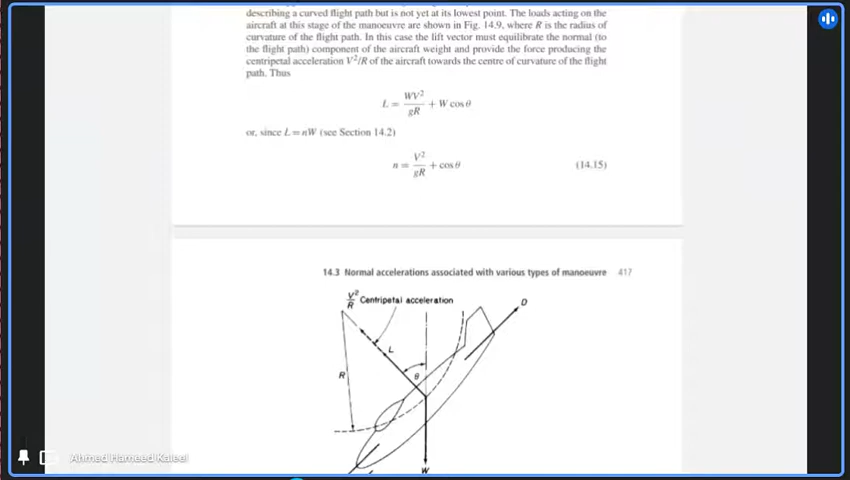 describing a curved flight path but is not yet at its lowest point. The loads acting on the
aircraft at this stage of the manoeuvre are shown in Fig. 14.9, where R is the radius of
curvature of the flight path. In this case the lift vector must equilibrate the normal (to
the flight path) component of the aircraft weight and provide the force producing the
centripetal acceleration V²/R of the aircraft towards the centre of curvature of the flight
path. Thus
L = WV²/gR + W cos θ
or, since L = nW (see Section 14.2)
n = V²/gR + cos θ (14.15)
14.3 Normal accelerations associated with various types of manoeuvre 417
V²/R Centripetal acceleration
D
L
R
θ
W
Ahmed Hameed Kaleel